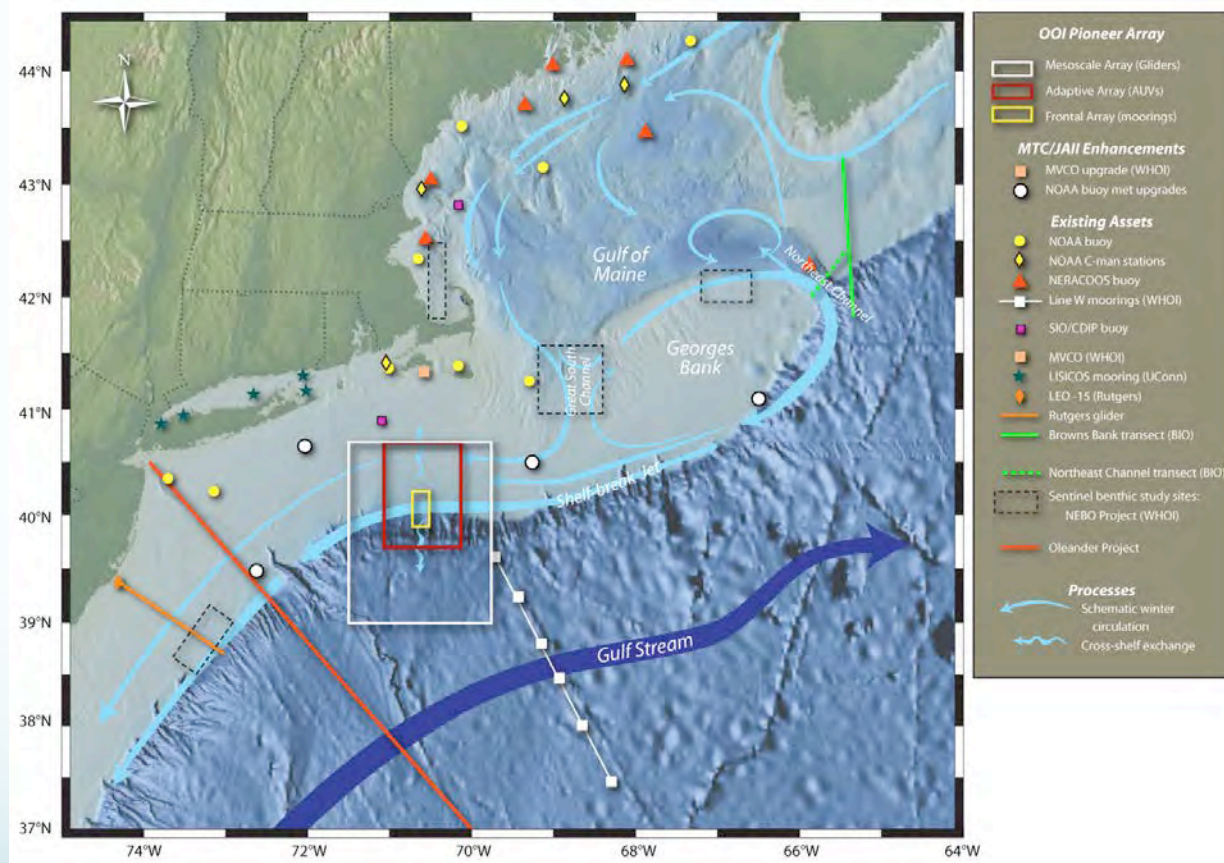 N
44°N
43°N
42°N
41°N
40°N
39°N
38°N
37°N
74°W
72°W
70°W
68°W
66°W
64°W
Gulf of
Maine
Northeast Channel
Georges
Bank
Great South
Channel
Shelf-break Jet
Gulf Stream
OOI Pioneer Array
Mesoscale Array (Gliders)
Adaptive Array (AUVs)
Frontal Array (moorings)
MTC/JAII Enhancements
MVCO upgrade (WHOI)
NOAA buoy met upgrades
Existing Assets
NOAA buoy
NOAA C-man stations
NERACOOS buoy
Line W moorings (WHOI)
SIO/CDIP buoy
MVCO (WHOI)
LISICOS mooring (UConn)
LEO -15 (Rutgers)
Rutgers glider
Browns Bank transect (BIO)
Northeast Channel transect (BIO)
Sentinel benthic study sites:
NEBO Project (WHOI)
Oleander Project
Processes
Schematic winter
circulation
Cross-shelf exchange